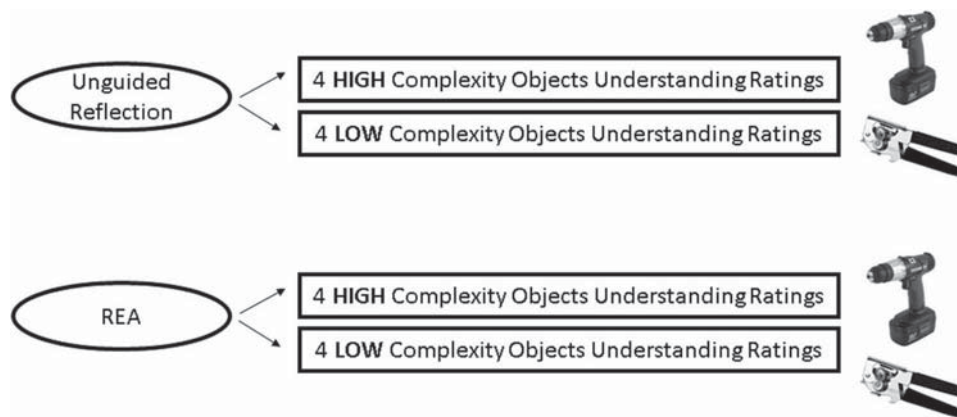 Unguided
Reflection
4 HIGH Complexity Objects Understanding Ratings
4 LOW Complexity Objects Understanding Ratings
REA
4 HIGH Complexity Objects Understanding Ratings
4 LOW Complexity Objects Understanding Ratings